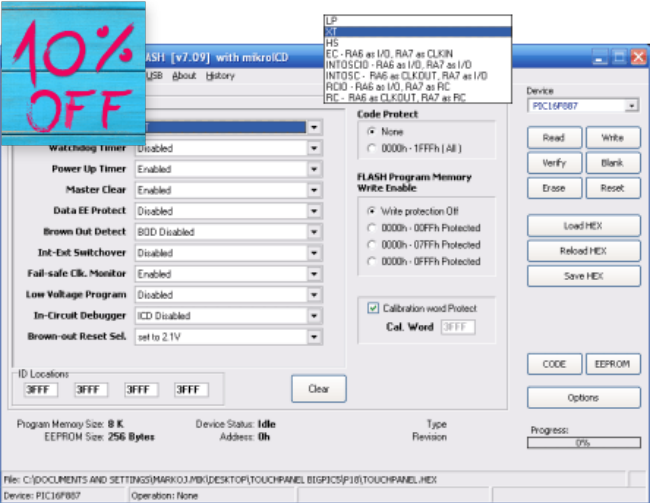 10%
OFF
LP
XT
HS
EC - RA6 as I/O, RA7 as CLKIN
INTOSCIO - RA6 as I/O, RA7 as I/O
INTOSC - RA6 as CLKOUT, RA7 as I/O
RCIO - RA6 as I/O, RA7 as RC
RC - RA6 as CLKOUT, RA7 as RC
[v7.09] with mikroICD
About History
Device
PIC16F887
Code Protect
None
0000h - 1FFFh ( All )
Read Write
Verify Blank
Erase Reset
Watchdog Timer Disabled
Power Up Timer Enabled
Master Clear Enabled
Data EE Protect Disabled
Brown Out Detect BOD Disabled
Int-Ext Switchover Disabled
Fail-safe Clk. Monitor Enabled
Low Voltage Program Disabled
In-Circuit Debugger ICD Disabled
Brown-out Reset Sel. set to 2.1V
FLASH Program Memory
Write Enable
Write protection Off
0000h - 00FFh Protected
0000h - 07FFh Protected
0000h - 0FFFh Protected
Calibration word Protect
Cal. Word 3FFF
Load HEX
Reload HEX
Save HEX
ID Locations
3FFF 3FFF 3FFF 3FFF
Clear
CODE EEPROM
Options
Program Memory Size: 8 K Device Status: Idle Type
EEPROM Size: 256 Bytes Address: 0h Revision
Progress:
0%
File: C:\DOCUMENTS AND SETTINGS\MARKOJ.MIK\DESKTOP\TOUCHPANEL BIGPIC5\P18\TOUCHPANEL.HEX
Device: PIC16F887 Operation: None